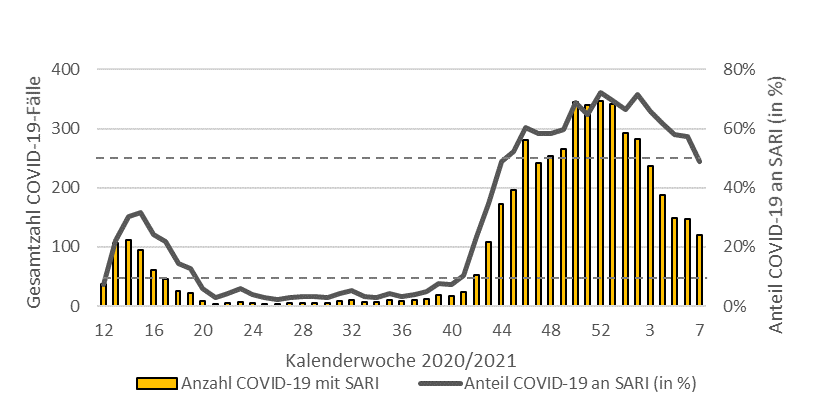 400 80%
300 60%
200 40%
100 20%
0 0%
Gesamtzahl COVID-19-Fälle
Anteil COVID-19 an SARI (in %)
12 16 20 24 28 32 36 40 44 48 52 3 7
Kalenderwoche 2020/2021
Anzahl COVID-19 mit SARI Anteil COVID-19 an SARI (in %)